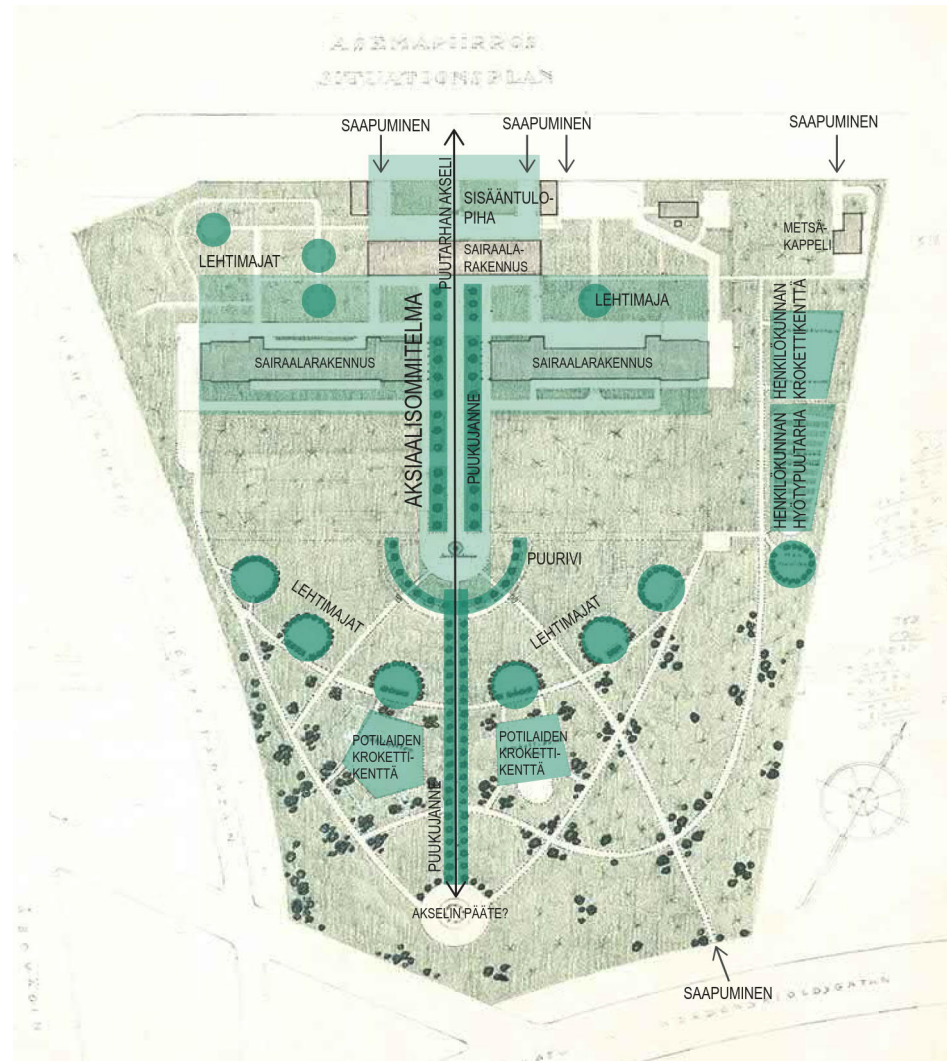 ASEMAPIIRROS
SITUATIONSPLAN
SAAPUMINEN
SAAPUMINEN
SAAPUMINEN
PUUTARHAN AKSELI
SISÄÄNTULO-
PIHA
METSÄ-
KAPPELI
SAIRAALA-
RAKENNUS
LEHTIMAJAT
LEHTIMAJA
HENKILÖKUNNAN
KROKETTIKENTTÄ
SAIRAALARAKENNUS
SAIRAALARAKENNUS
AKSIAALISOMMITELMA
PUUKUJANNE
HENKILÖKUNNAN
HYÖTYPUUTARHA
PUURIVI
LEHTIMAJAT
LEHTIMAJAT
POTILAIDEN
KROKETTI-
KENTTÄ
POTILAIDEN
KROKETTI-
KENTTÄ
PUUKUJANNE
AKSELIN PÄÄTE?
SAAPUMINEN